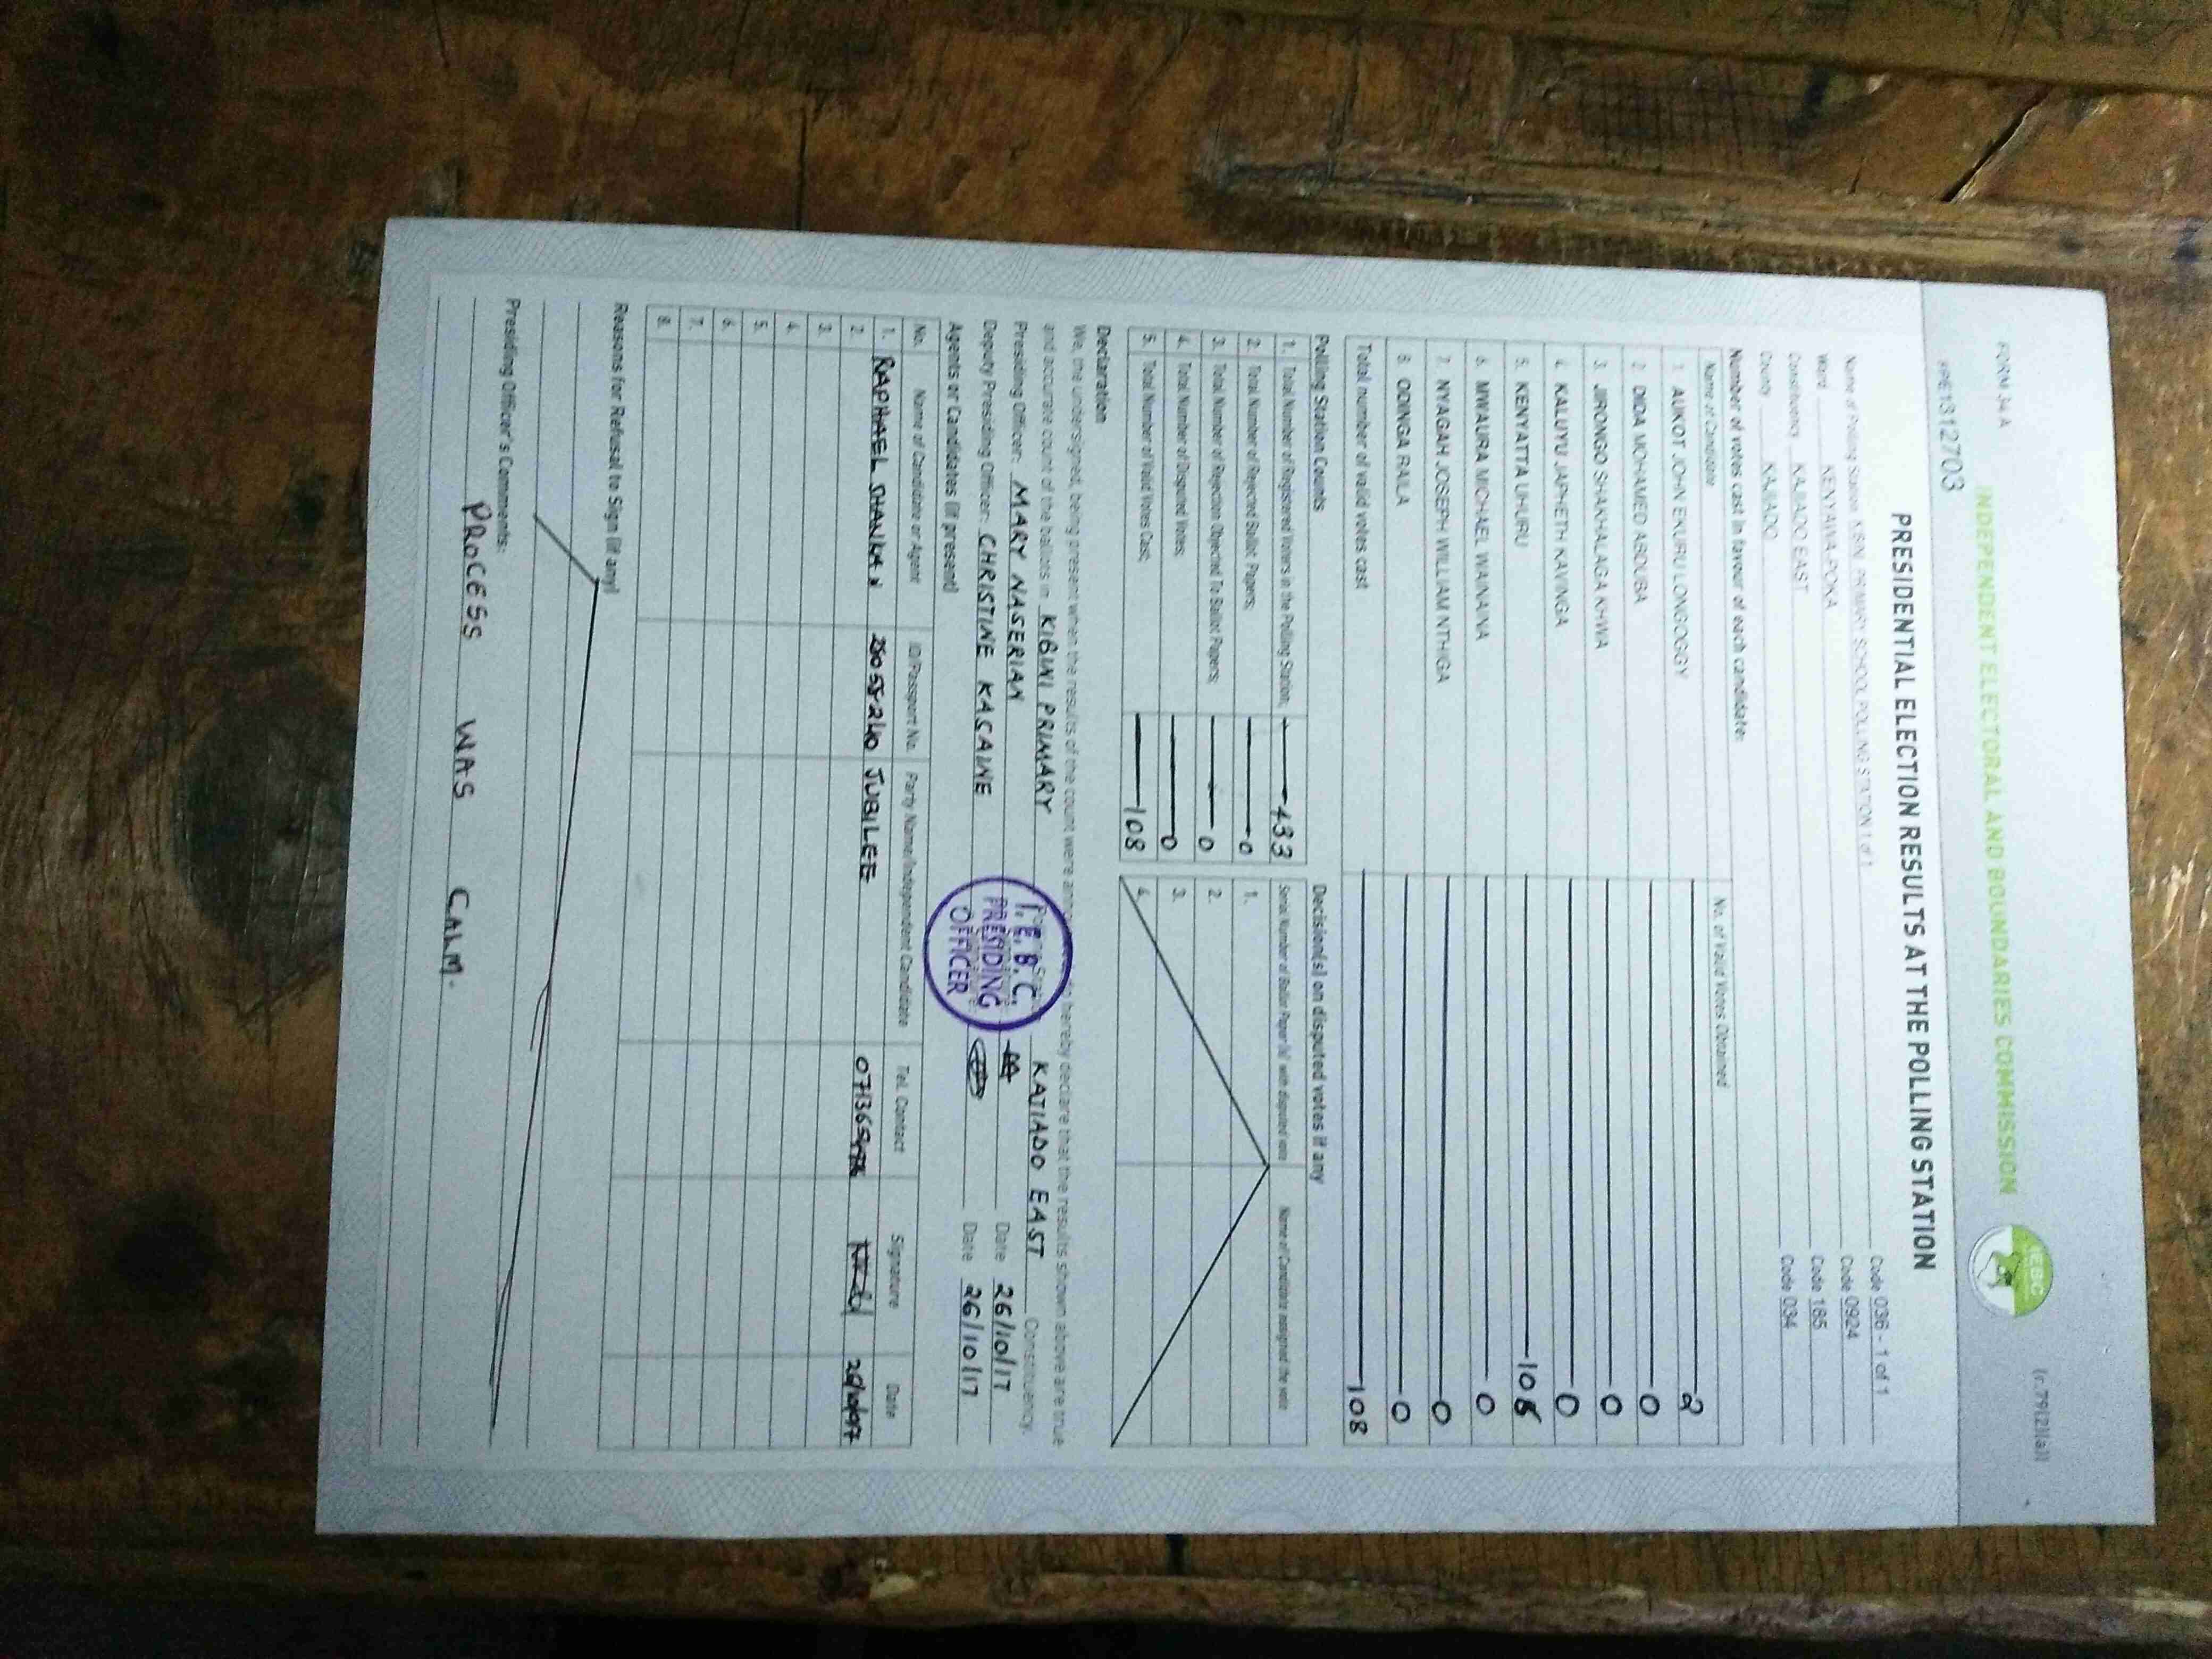 FORM 34 A
(r.79(2)(a))
INDEPENDENT ELECTORAL AND BOUNDARIES COMMISSION
IEBC
1312703
PRESIDENTIAL ELECTION RESULTS AT THE POLLING STATION
Name of Polling Station KIBINI PRIMARY SCHOOL POLLING STATION 1 of 1 Code 036 - 1 of 1
Ward KENYAWA-POKA Code 0924
Constituency KAJIADO EAST Code 185
County KAJIADO Code 034
Number of votes cast in favour of each candidate:
Name of Candidate No. of Valid Votes Obtained
1. AUKOT JOHN EKURU LONGOGGY 2
2. DIDA MOHAMED ABDUBA 0
3. JIRONGO SHAKHALAGA KHWA 0
4. KALUYU JAPHETH KAVINGA 0
5. KENYATTA UHURU 106
6. MWAURA MICHAEL WAINAINA 0
7. NYAGAH JOSEPH WILLIAM NTHIGA 0
8. ODINGA RAILA 0
Total number of valid votes cast 108
Polling Station Counts
1. Total Number of Registered Voters in the Polling Station; 433
2. Total Number of Rejected Ballot Papers; 0
3. Total Number of Rejection Objected To Ballot Papers; 0
4. Total Number of Disputed Votes; 0
5. Total Number of Valid Votes Cast; 108
Decision(s) on disputed votes if any
Serial Number of Ballot Paper (s) with disputed vote Name of Candidate assigned the vote
1.
2.
3.
4.
Declaration
We, the undersigned, being present when the results of the count were hereby declare that the results shown above are true
and accurate count of the ballots in KIBINI PRIMARY KATIADO EAST Constituency.
Presiding Officer: MARY NASERIAN Date 26/10/17
Deputy Presiding Officer: CHRISTINE KASAINE Date 26/10/17
I.E.B.C.
PRESIDING
OFFICER
Agents or Candidates (if present)
No. Name of Candidate or Agent ID/Passport No. Party Name/Independent Candidate Tel. Contact Signature Date
1. RAPHAEL JUBILEE
2.
3.
4.
5.
6.
7.
8.
Reasons for Refusal to Sign (if any)
Presiding Officer's Comments:
PROCESS WAS CALM.